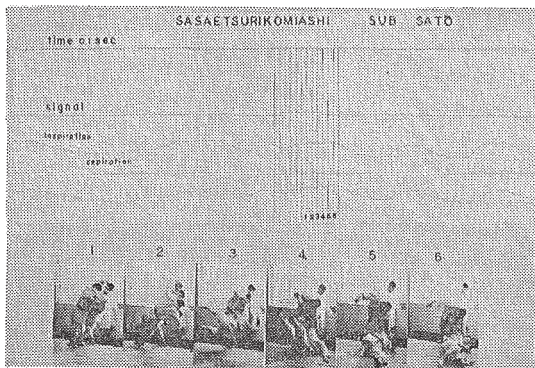 SASAETSURIKOMIASHI SUB SATO
time 0.1 sec
signal
inspiration
expiration
123456
1 2 3 4 5 6